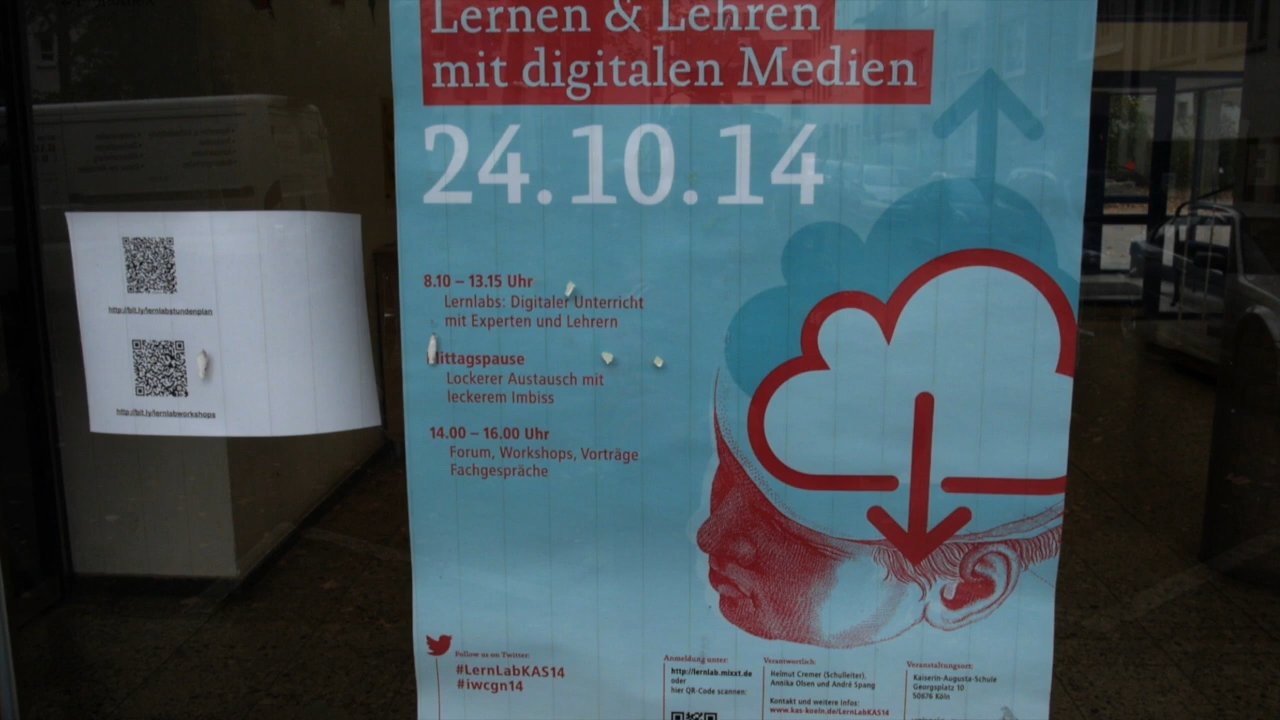 Lernen & Lehren
mit digitalen Medien
24.10.14
8.10 – 13.15 Uhr
Lernlabs: Digitaler Unterricht
mit Experten und Lehrern
Mittagspause
Lockerer Austausch mit
leckerem Imbiss
14.00 – 16.00 Uhr
Forum, Workshops, Vorträge
Fachgespräche
http://bit.ly/lernlabstundenplan
http://bit.ly/lernlabworkshops
Follow us on Twitter:
#LernLabKAS14
#iwcgn14
Anmeldung unter:
http://lernlab.mixxt.de
oder
hier QR-Code scannen:
Verantwortlich:
Helmut Cremer (Schulleiter),
Annika Olsen und André Spang
Kontakt und weitere Infos:
www.kas-koeln.de/LernLabKAS14
Veranstaltungsort:
Kaiserin-Augusta-Schule
Georgsplatz 10
50676 Köln